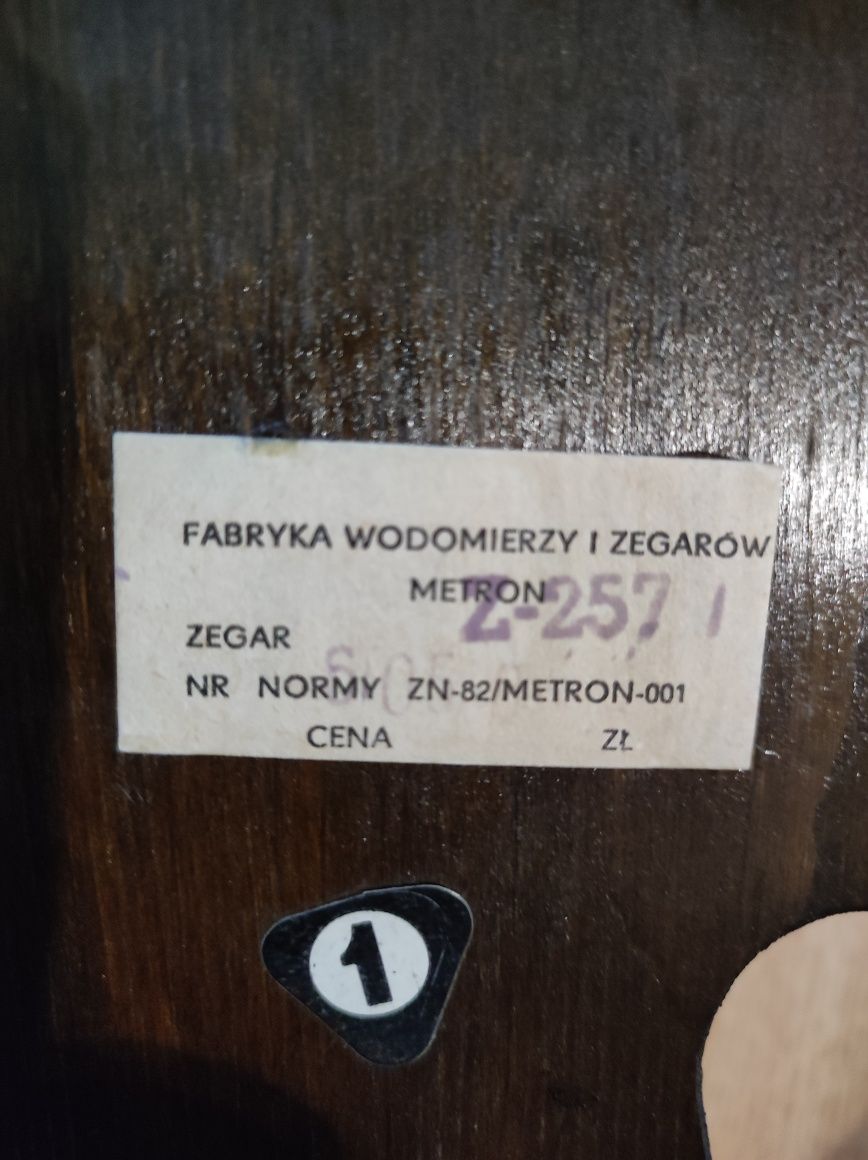 FABRYKA WODOMIERZY I ZEGARÓW
METRON
Z-257
ZEGAR
NR NORMY ZN-82/METRON-001
CENA ZŁ
1